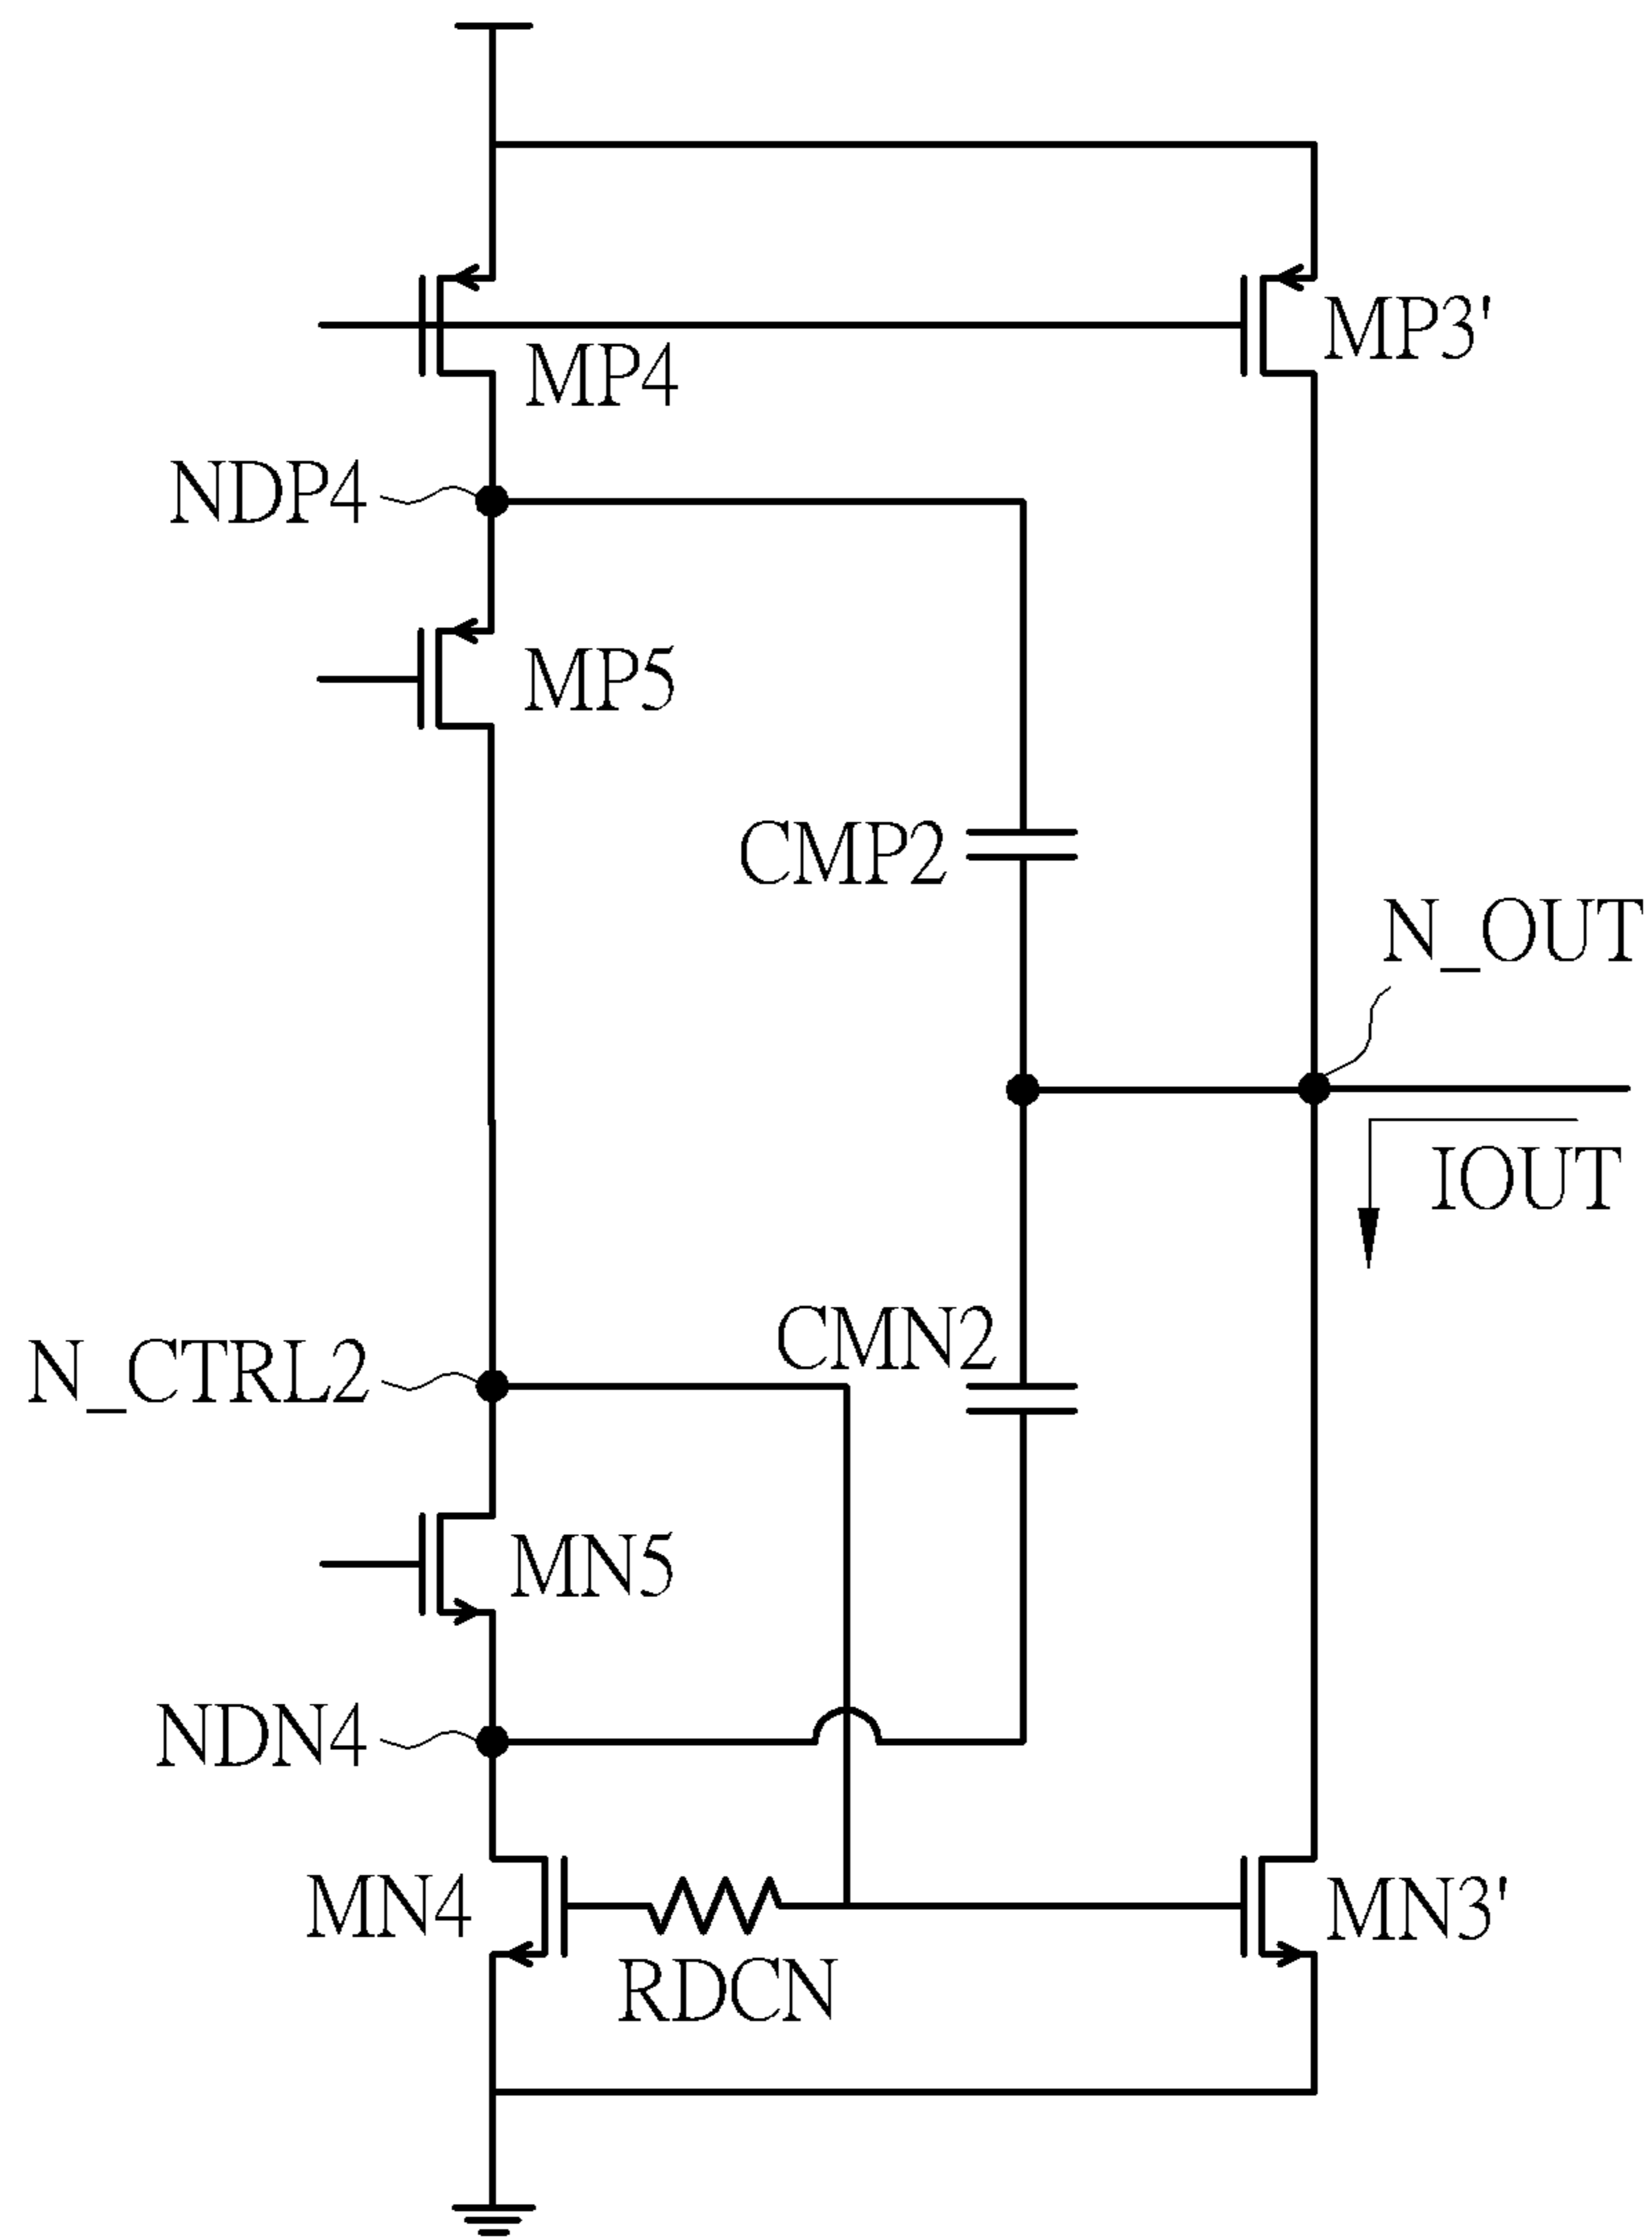 MP3'
MP4
NDP4
MP5
CMP2
N_OUT
IOUT
CMN2
N_CTRL2
MN5
NDN4
MN4
MN3'
RDCN